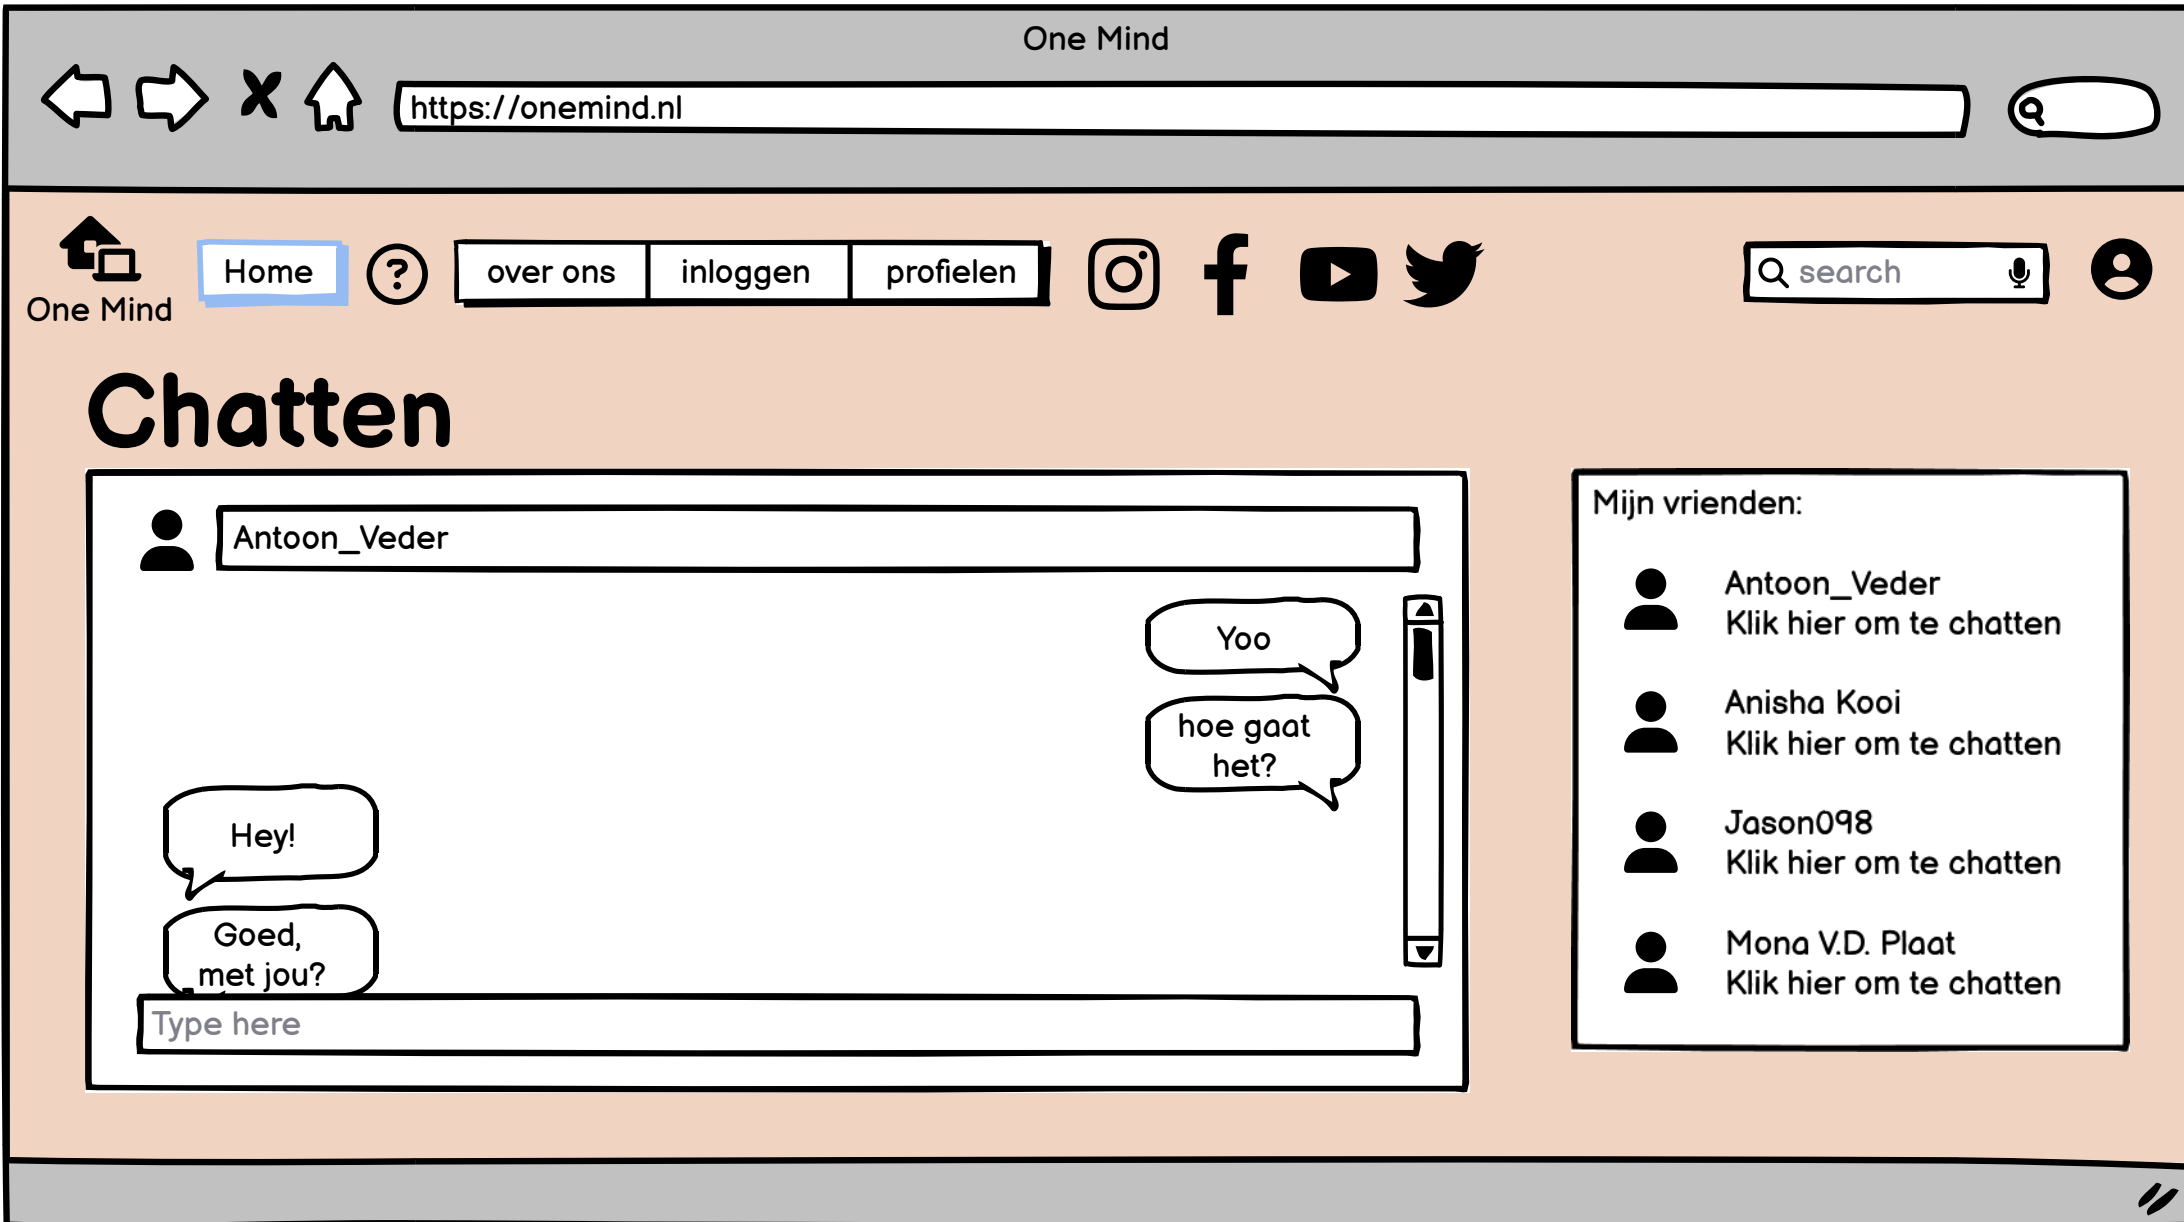 One Mind
https://onemind.nl
One Mind
Home
?
over ons
inloggen
profielen
search
Chatten
Antoon_Veder
Yoo
hoe gaat
het?
Hey!
Goed,
met jou?
Type here
Mijn vrienden:
Antoon_Veder
Klik hier om te chatten
Anisha Kooi
Klik hier om te chatten
Jason098
Klik hier om te chatten
Mona V.D. Plaat
Klik hier om te chatten